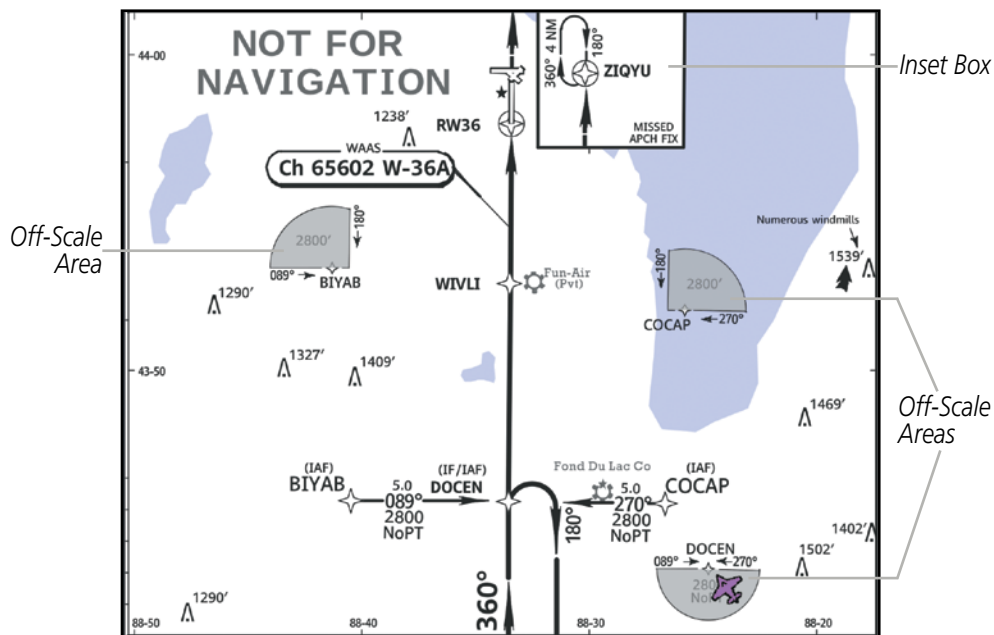 44-00
NOT FOR
NAVIGATION
360° 4 NM
180°
ZIQYU
MISSED
APCH FIX
Inset Box
1238'
RW36
WAAS
Ch 65602 W-36A
Off-Scale
Area
2800'
180°
089°
BIYAB
WIVLI
Fun-Air
(Pvt)
Numerous windmills
1539'
180°
2800'
COCAP
270°
1290'
1327'
1409'
43-50
1469'
Off-Scale
Areas
(IAF)
BIYAB
5.0
089°
2800
NoPT
(IF/IAF)
DOCEN
Fond Du Lac Co
5.0
270°
2800
NoPT
(IAF)
COCAP
180°
1402'
DOCEN
089°
270°
1502'
360°
1290'
88-50
88-40
88-30
88-20